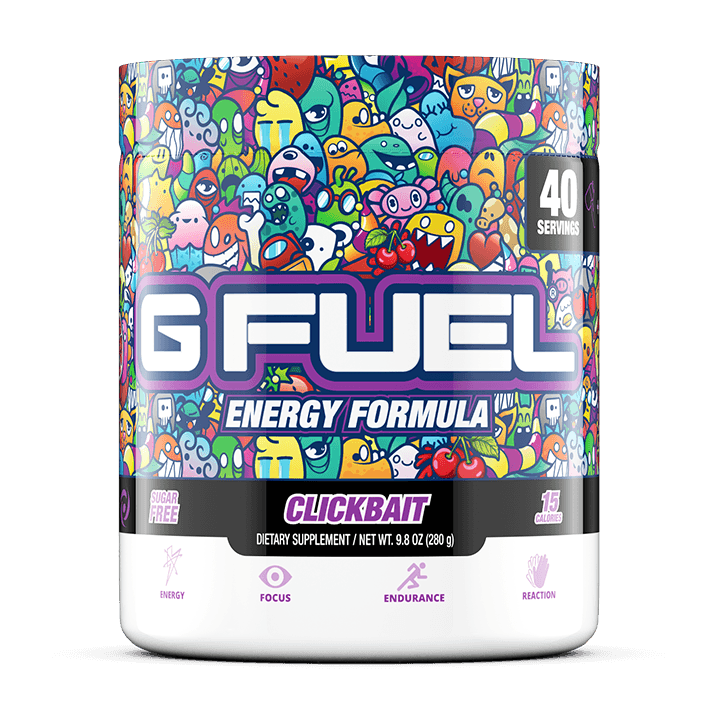 40
SERVINGS
G FUEL
®
ENERGY FORMULA
SUGAR
FREE
CLICKBAIT
15
CALORIES
DIETARY SUPPLEMENT / NET WT. 9.8 OZ (280 g)
ENERGY
FOCUS
ENDURANCE
REACTION